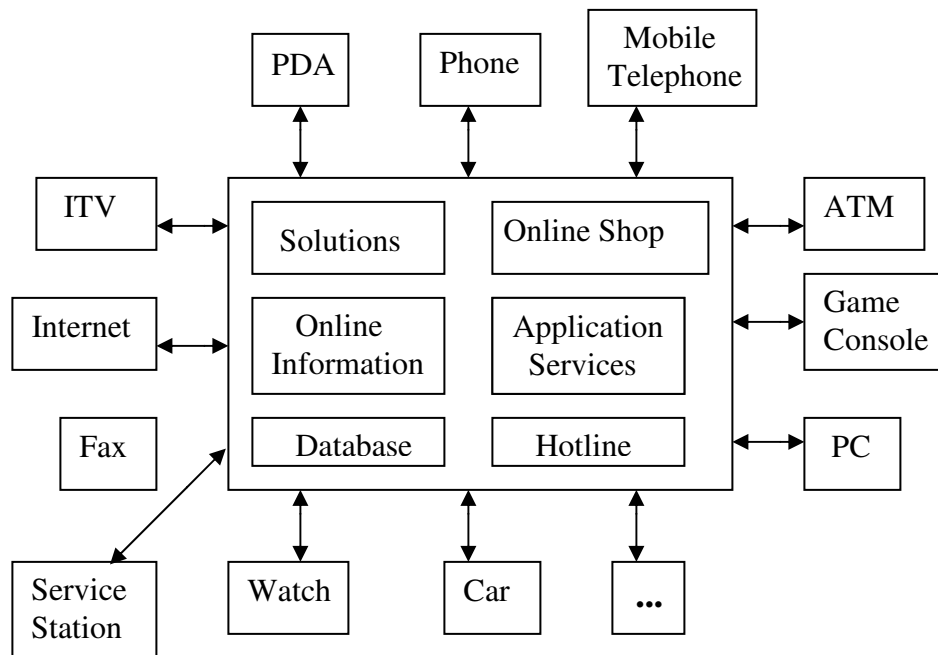 PDA
Phone
Mobile
Telephone
ITV
Solutions
Online Shop
ATM
Internet
Online
Information
Application
Services
Game
Console
Fax
Database
Hotline
PC
Service
Station
Watch
Car
...